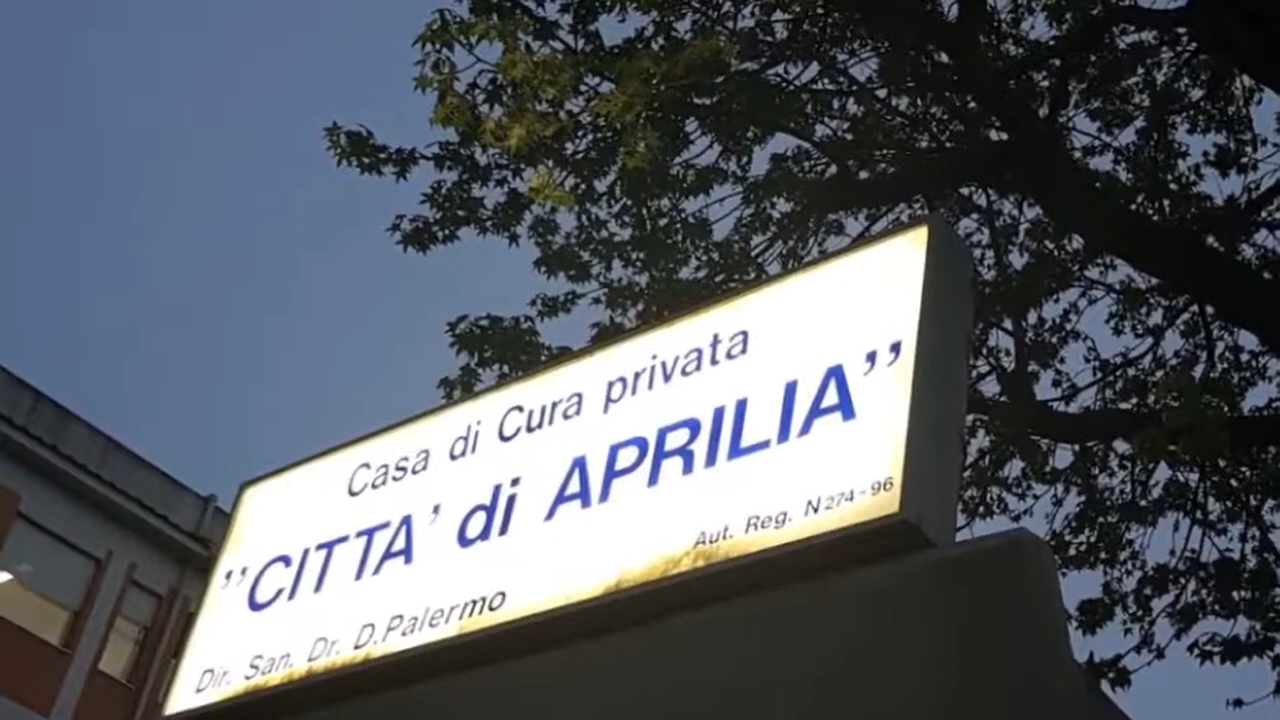 Casa di Cura privata
"CITTA' di APRILIA"
Aut. Reg. N 274-96
Dir. San. Dr. D.Palermo